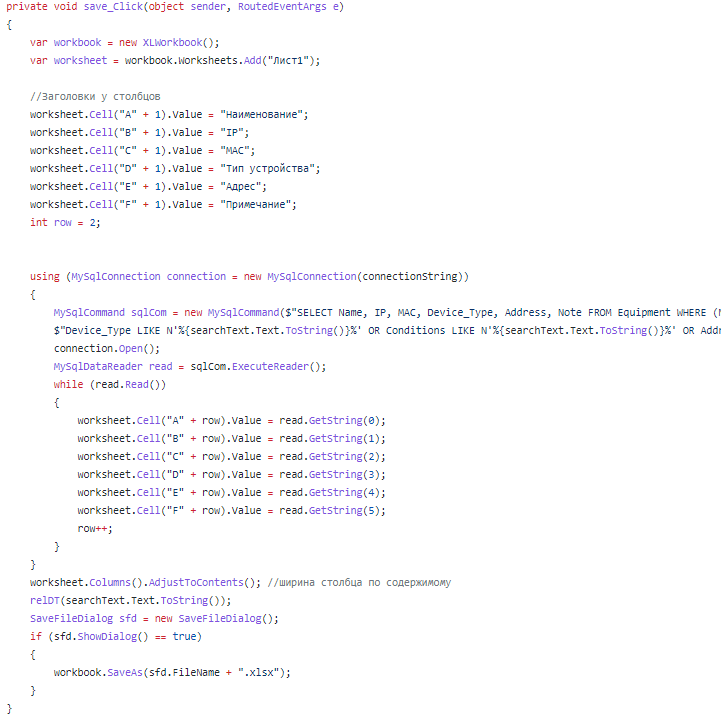 private void save_Click(object sender, RoutedEventArgs e)
{
var workbook = new XLWorkbook();
var worksheet = workbook.Worksheets.Add("Лист1");
//Заголовки у столбцов
worksheet.Cell("A" + 1).Value = "Наименование";
worksheet.Cell("B" + 1).Value = "IP";
worksheet.Cell("C" + 1).Value = "MAC";
worksheet.Cell("D" + 1).Value = "Тип устройства";
worksheet.Cell("E" + 1).Value = "Адрес";
worksheet.Cell("F" + 1).Value = "Примечание";
int row = 2;
using (MySqlConnection connection = new MySqlConnection(connectionString))
{
MySqlCommand sqlCom = new MySqlCommand($"SELECT Name, IP, MAC, Device_Type, Address, Note FROM Equipment WHERE (
$"Device_Type LIKE N'%{searchText.Text.ToString()}%' OR Conditions LIKE N'%{searchText.Text.ToString()}%' OR Addr
connection.Open();
MySqlDataReader read = sqlCom.ExecuteReader();
while (read.Read())
{
worksheet.Cell("A" + row).Value = read.GetString(0);
worksheet.Cell("B" + row).Value = read.GetString(1);
worksheet.Cell("C" + row).Value = read.GetString(2);
worksheet.Cell("D" + row).Value = read.GetString(3);
worksheet.Cell("E" + row).Value = read.GetString(4);
worksheet.Cell("F" + row).Value = read.GetString(5);
row++;
}
}
worksheet.Columns().AdjustToContents(); //ширина столбца по содержимому
relDT(searchText.Text.ToString());
SaveFileDialog sfd = new SaveFileDialog();
if (sfd.ShowDialog() == true)
{
workbook.SaveAs(sfd.FileName + ".xlsx");
}
}